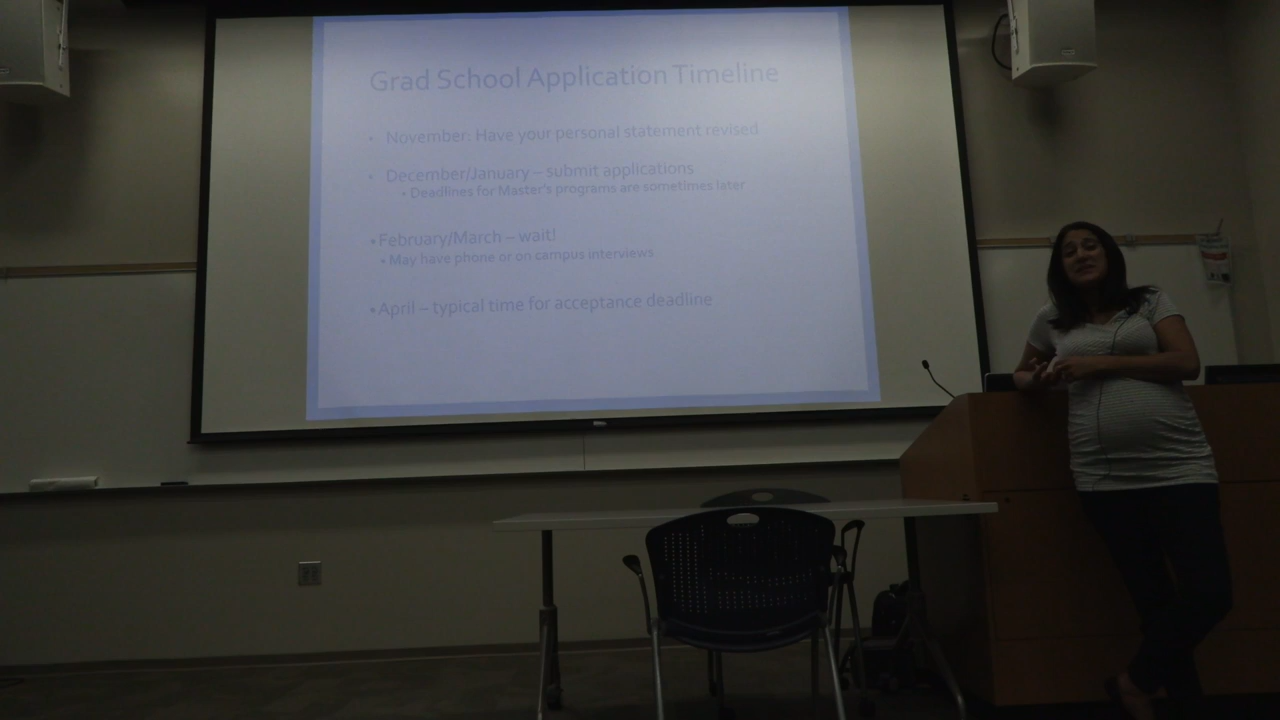 Grad School Application Timeline
• November: Have your personal statement revised
• December/January – submit applications
• Deadlines for Master's programs are sometimes later
• February/March – wait!
• May have phone or on campus interviews
• April – typical time for acceptance deadline